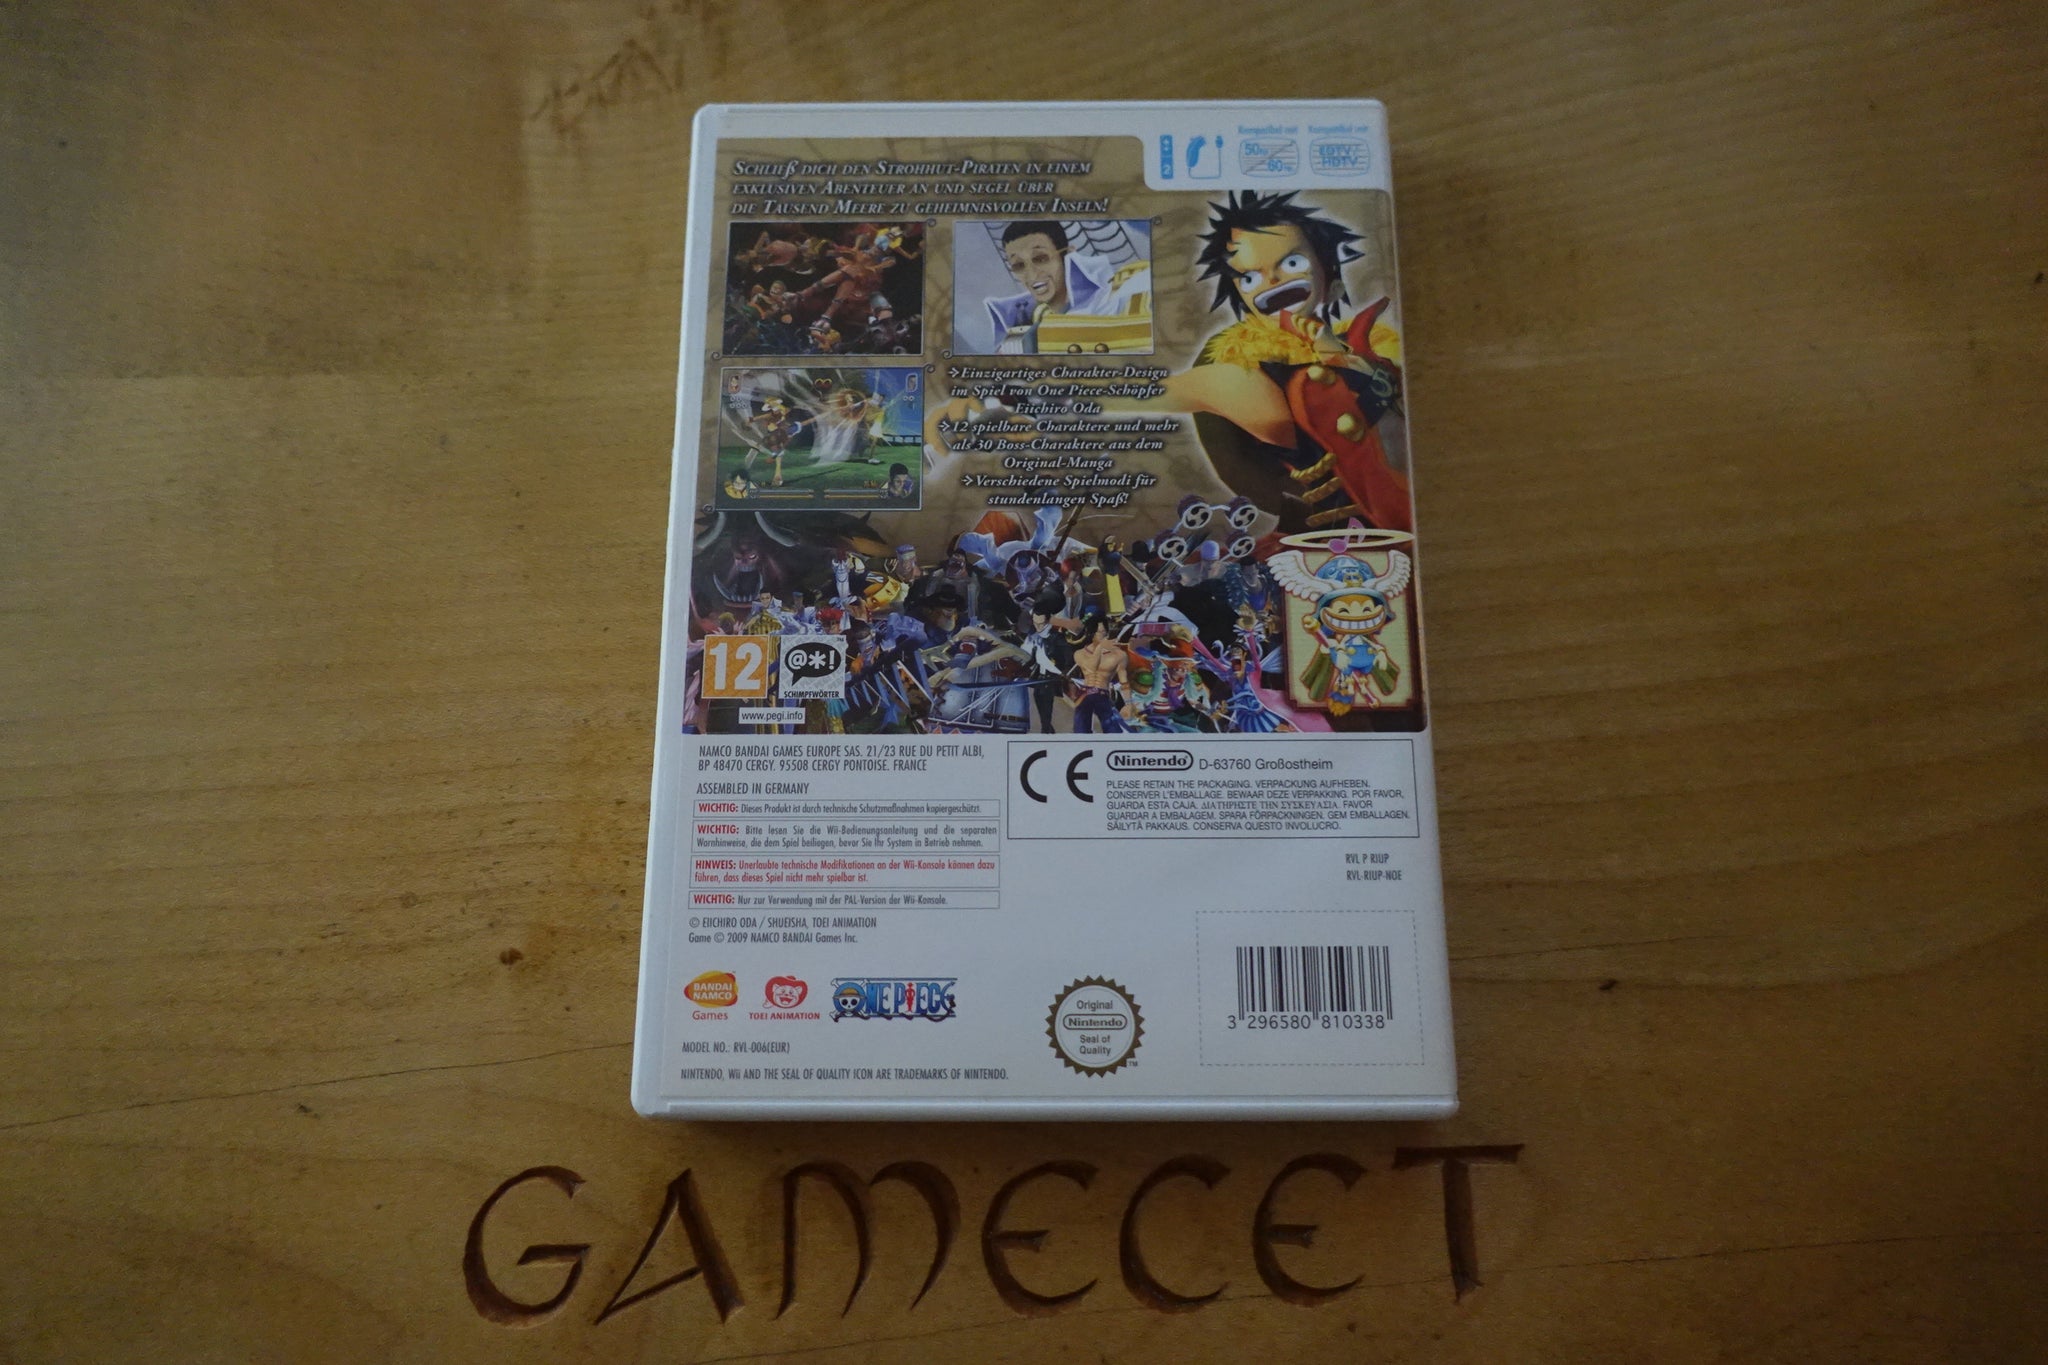 Kompatibel mit Kompatibel mit
50Hz 60Hz EDTV/HDTV
2
SCHLIEß DICH DEN STROHHUT-PIRATEN IN EINEM
EXKLUSIVEN ABENTEUER AN UND SEGEL ÜBER
DIE TAUSEND MEERE ZU GEHEIMNISVOLLEN INSELN!
Einzigartiges Charakter-Design
im Spiel von One Piece-Schöpfer
Eiichiro Oda
12 spielbare Charaktere und mehr
als 30 Boss-Charaktere aus dem
Original-Manga
Verschiedene Spielmodi für
stundenlangen Spaß!
12
@*!
SCHIMPFWÖRTER
www.pegi.info
NAMCO BANDAI GAMES EUROPE SAS. 21/23 RUE DU PETIT ALBI,
BP 48470 CERGY. 95508 CERGY PONTOISE. FRANCE
ASSEMBLED IN GERMANY
WICHTIG: Dieses Produkt ist durch technische Schutzmaßnahmen kopiergeschützt.
WICHTIG: Bitte lesen Sie die Wii-Bedienungsanleitung und die separaten
Warnhinweise, die dem Spiel beiliegen, bevor Sie Ihr System in Betrieb nehmen.
HINWEIS: Unerlaubte technische Modifikationen an der Wii-Konsole können dazu
führen, dass dieses Spiel nicht mehr spielbar ist.
WICHTIG: Nur zur Verwendung mit der PAL-Version der Wii-Konsole.
© EIICHIRO ODA / SHUEISHA, TOEI ANIMATION
Game © 2009 NAMCO BANDAI Games Inc.
CE Nintendo D-63760 Großostheim
PLEASE RETAIN THE PACKAGING. VERPACKUNG AUFHEBEN.
CONSERVER L'EMBALLAGE. BEWAAR DEZE VERPAKKING. POR FAVOR,
GUARDA ESTA CAJA. ΔΙΑΤΗΡΗΣΤΕ ΤΗΝ ΣΥΣΚΕΥΑΣΙΑ. FAVOR
GUARDAR A EMBALAGEM. SPARA FÖRPACKNINGEN. GEM EMBALLAGEN.
SÄILYTÄ PAKKAUS. CONSERVA QUESTO INVOLUCRO.
RVL P RIUP
RVL-RIUP-NOE
BANDAI
NAMCO
Games
TOEI ANIMATION
ONE PIECE
Original
Nintendo
Seal of
Quality
TM
3 296580 810338
MODEL NO.: RVL-006(EUR)
NINTENDO, Wii AND THE SEAL OF QUALITY ICON ARE TRADEMARKS OF NINTENDO.
GAMECET